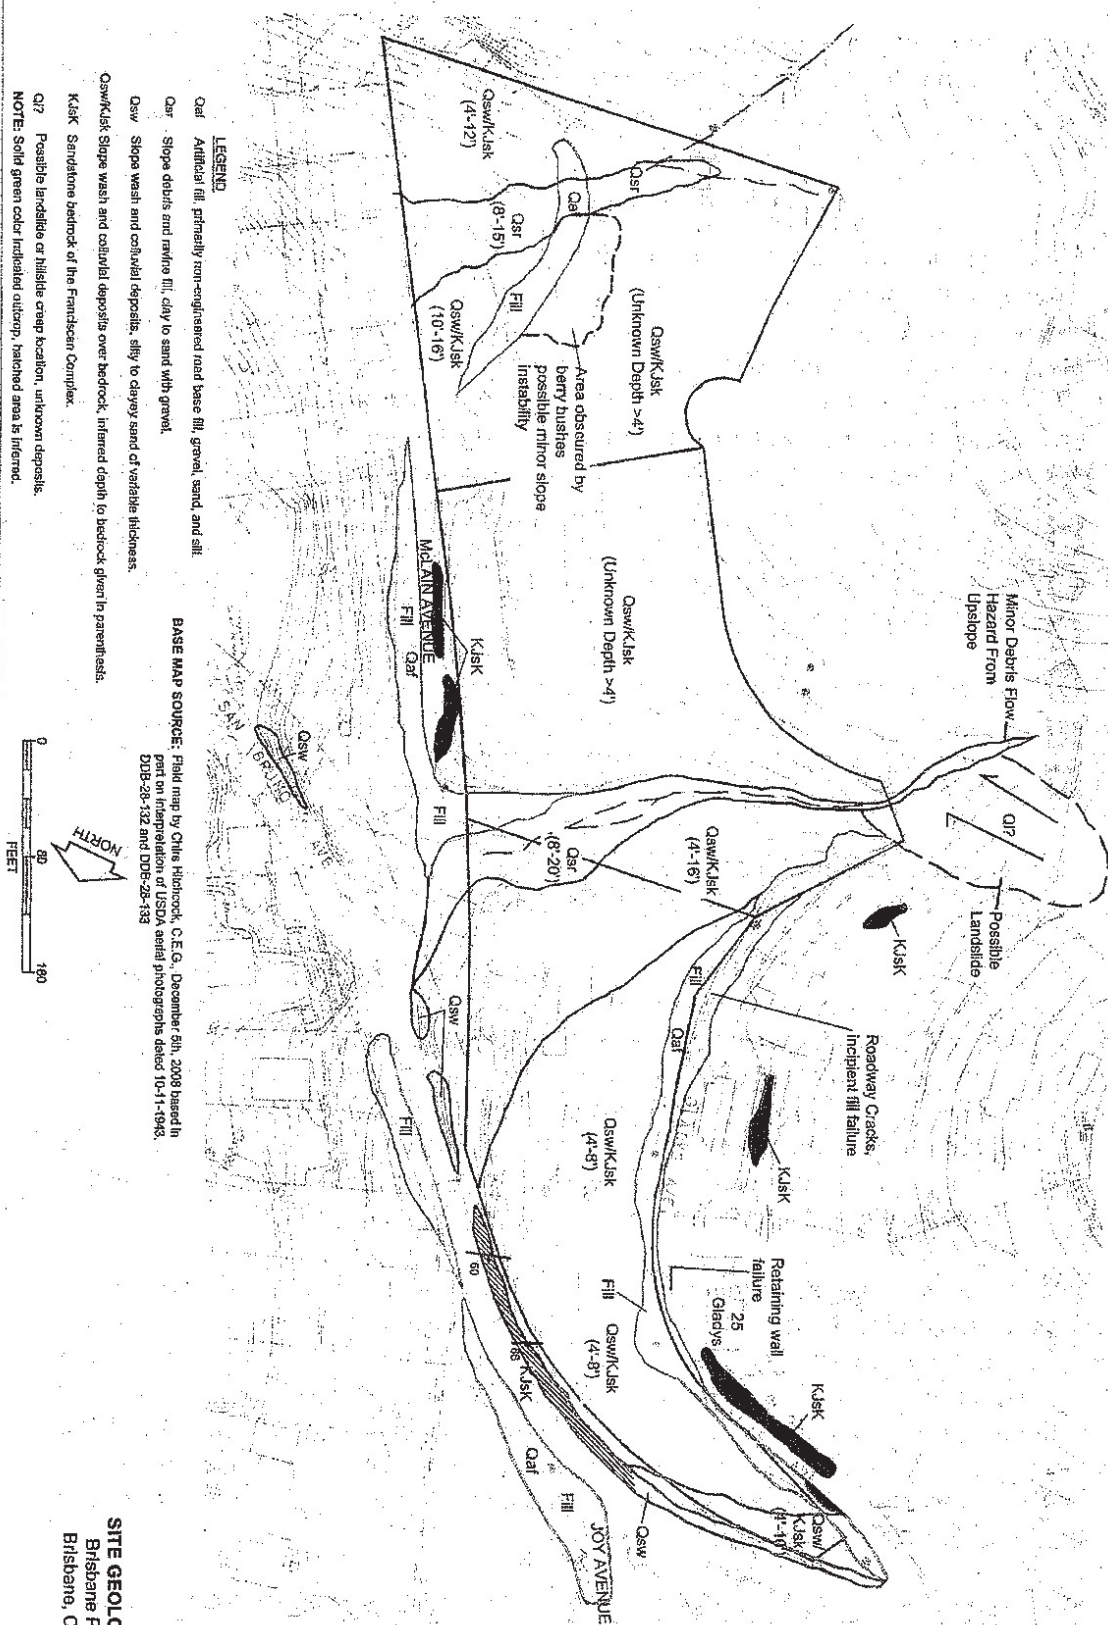 Minor Debris Flow
Hazard From
Upslope
Ql?
Possible
Landslide
KJsK
Roadway Cracks,
incipient fill failure
KJsK
Retaining wall
failure
25
Gladys
KJsK
Qsw/KJsk
(4'-12')
Qsr
Qaf
Qsr
(8'-15')
Fill
Qsw/KJsk
(10'-16')
Qsw/KJsk
(Unknown Depth >4')
Area obscured by
berry bushes
possible minor slope
instability
Qsw/KJsk
(Unknown Depth >4')
Qsw/KJsk
(4'-16')
Qsr
(8'-20')
Fill
Qaf
Qsw/KJsk
(4'-8')
Fill
Qsw/KJsk
(4'-8')
Qsw/
KJsk
(4'-10')
KJsK
McLAIN AVENUE
Fill
Qaf
Fill
Qsw
Qsw
Fill
60
KJsK
Qaf
Fill
Qsw
JOY AVENUE
SAN BRUNO AVE
LEGEND
Qaf Artificial fill, primarily non-engineered road base fill, gravel, sand, and silt
Qsr Slope debris and ravine fill, clay to sand with gravel.
Qsw Slope wash and colluvial deposits, silty to clayey sand of variable thickness.
Qsw/KJsk Slope wash and colluvial deposits over bedrock, inferred depth to bedrock given in parenthesis.
KJsK Sandstone bedrock of the Franciscan Complex.
Ql? Possible landslide or hillside creep location, unknown deposits.
NOTE: Solid green color indicated outcrop, hatched area is inferred.
BASE MAP SOURCE: Field map by Chris Hitchcock, C.E.G., December 5th, 2008 based in
part on interpretation of USDA aerial photographs dated 10-11-1943,
DDB-2B-132 and DDB-2B-133
NORTH
0 80 160
FEET
SITE GEOLO
Brisbane
Brisbane, C